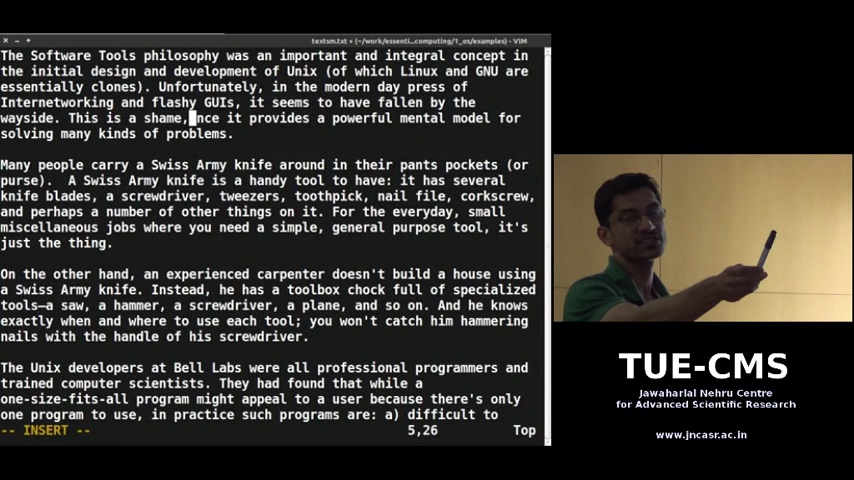 textsm.txt + (~/work/essenti...computing/1_os/examples) - VIM
The Software Tools philosophy was an important and integral concept in
the initial design and development of Unix (of which Linux and GNU are
essentially clones). Unfortunately, in the modern day press of
Internetworking and flashy GUIs, it seems to have fallen by the
wayside. This is a shame, nce it provides a powerful mental model for
solving many kinds of problems.
Many people carry a Swiss Army knife around in their pants pockets (or
purse).  A Swiss Army knife is a handy tool to have: it has several
knife blades, a screwdriver, tweezers, toothpick, nail file, corkscrew,
and perhaps a number of other things on it. For the everyday, small
miscellaneous jobs where you need a simple, general purpose tool, it's
just the thing.
On the other hand, an experienced carpenter doesn't build a house using
a Swiss Army knife. Instead, he has a toolbox chock full of specialized
tools—a saw, a hammer, a screwdriver, a plane, and so on. And he knows
exactly when and where to use each tool; you won't catch him hammering
nails with the handle of his screwdriver.
The Unix developers at Bell Labs were all professional programmers and
trained computer scientists. They had found that while a
one-size-fits-all program might appeal to a user because there's only
one program to use, in practice such programs are: a) difficult to
-- INSERT -- 5,26 Top
TUE-CMS
Jawaharlal Nehru Centre
for Advanced Scientific Research
www.jncasr.ac.in